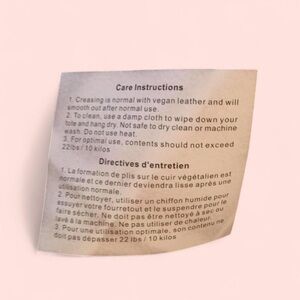 Care Instructions
1. Creasing is normal with vegan leather and will
smooth out after normal use.
2. To clean, use a damp cloth to wipe down your
tote and hang dry. Not safe to dry clean or machine
wash. Do not use heat.
3. For optimal use, contents should not exceed
22lbs / 10 kilos
Directives d'entretien
1. La formation de plis sur le cuir végétalien est
normale et ce dernier deviendra lisse après une
utilisation normale.
2. Pour nettoyer, utiliser un chiffon humide pour
essuyer votre fourretout et le suspendre pour le
faire sécher. Ne doit pas être nettoyé à sec ou
lavé à la machine. Ne pas utiliser de chaleur.
3. Pour une utilisation optimale, son contenu ne
doit pas dépasser 22 lbs / 10 kilos